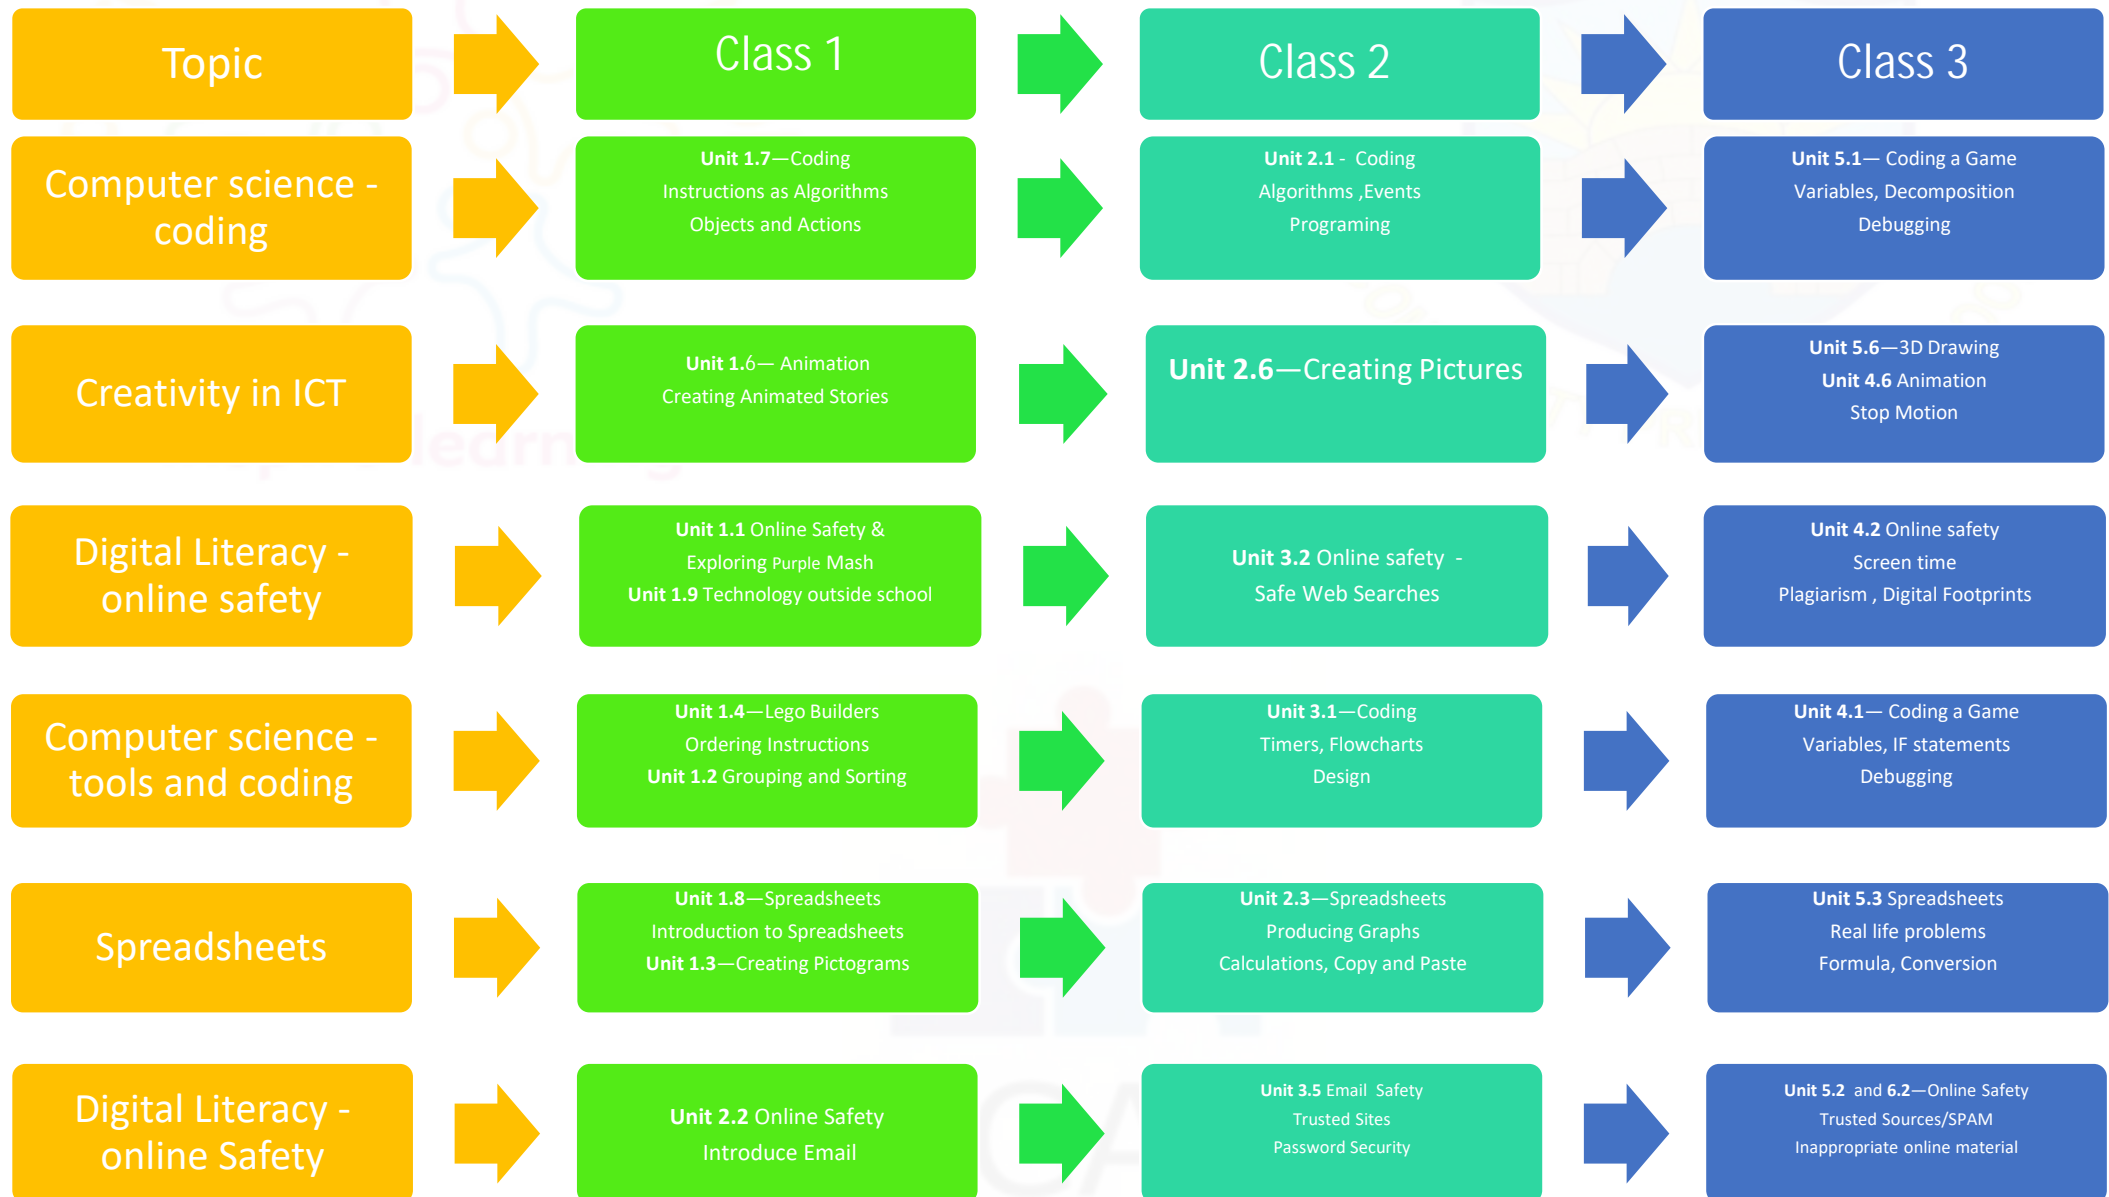 Topic
Class 1
Class 2
Class 3
Computer science -
coding
Unit 1.7—Coding
Instructions as Algorithms
Objects and Actions
Unit 2.1 - Coding
Algorithms ,Events
Programing
Unit 5.1— Coding a Game
Variables, Decomposition
Debugging
Creativity in ICT
Unit 1.6— Animation
Creating Animated Stories
Unit 2.6—Creating Pictures
Unit 5.6—3D Drawing
Unit 4.6 Animation
Stop Motion
Digital Literacy -
online safety
Unit 1.1 Online Safety &
Exploring Purple Mash
Unit 1.9 Technology outside school
Unit 3.2 Online safety -
Safe Web Searches
Unit 4.2 Online safety
Screen time
Plagiarism , Digital Footprints
Computer science -
tools and coding
Unit 1.4—Lego Builders
Ordering Instructions
Unit 1.2 Grouping and Sorting
Unit 3.1—Coding
Timers, Flowcharts
Design
Unit 4.1— Coding a Game
Variables, IF statements
Debugging
Spreadsheets
Unit 1.8—Spreadsheets
Introduction to Spreadsheets
Unit 1.3—Creating Pictograms
Unit 2.3—Spreadsheets
Producing Graphs
Calculations, Copy and Paste
Unit 5.3 Spreadsheets
Real life problems
Formula, Conversion
Digital Literacy -
online Safety
Unit 2.2 Online Safety
Introduce Email
Unit 3.5 Email Safety
Trusted Sites
Password Security
Unit 5.2 and 6.2—Online Safety
Trusted Sources/SPAM
Inappropriate online material